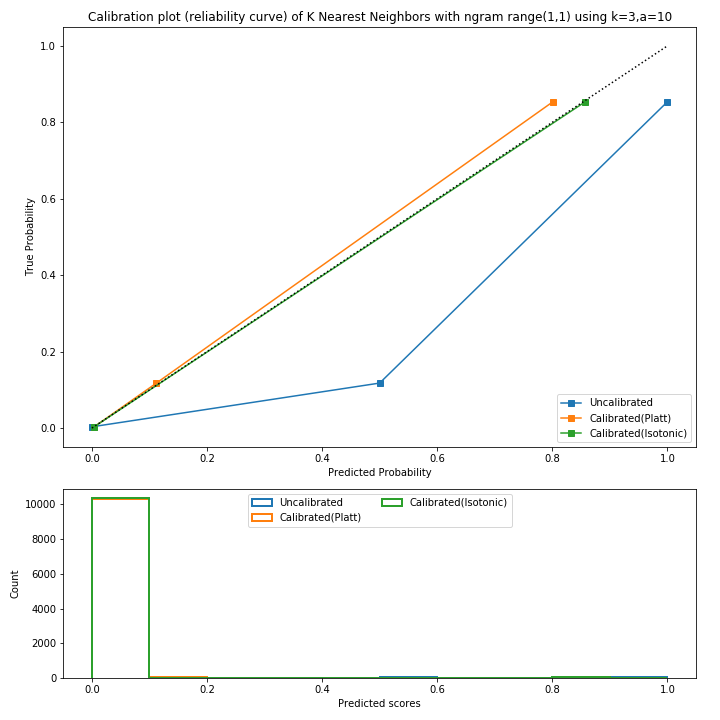 Calibration plot (reliability curve) of K Nearest Neighbors with ngram range(1,1) using k=3,a=10
1.0
0.8
0.6
0.4
0.2
0.0
True Probability
Uncalibrated
Calibrated(Platt)
Calibrated(Isotonic)
0.0 0.2 0.4 0.6 0.8 1.0
Predicted Probability
10000
8000
6000
4000
2000
0
Count
Uncalibrated Calibrated(Isotonic)
Calibrated(Platt)
0.0 0.2 0.4 0.6 0.8 1.0
Predicted scores